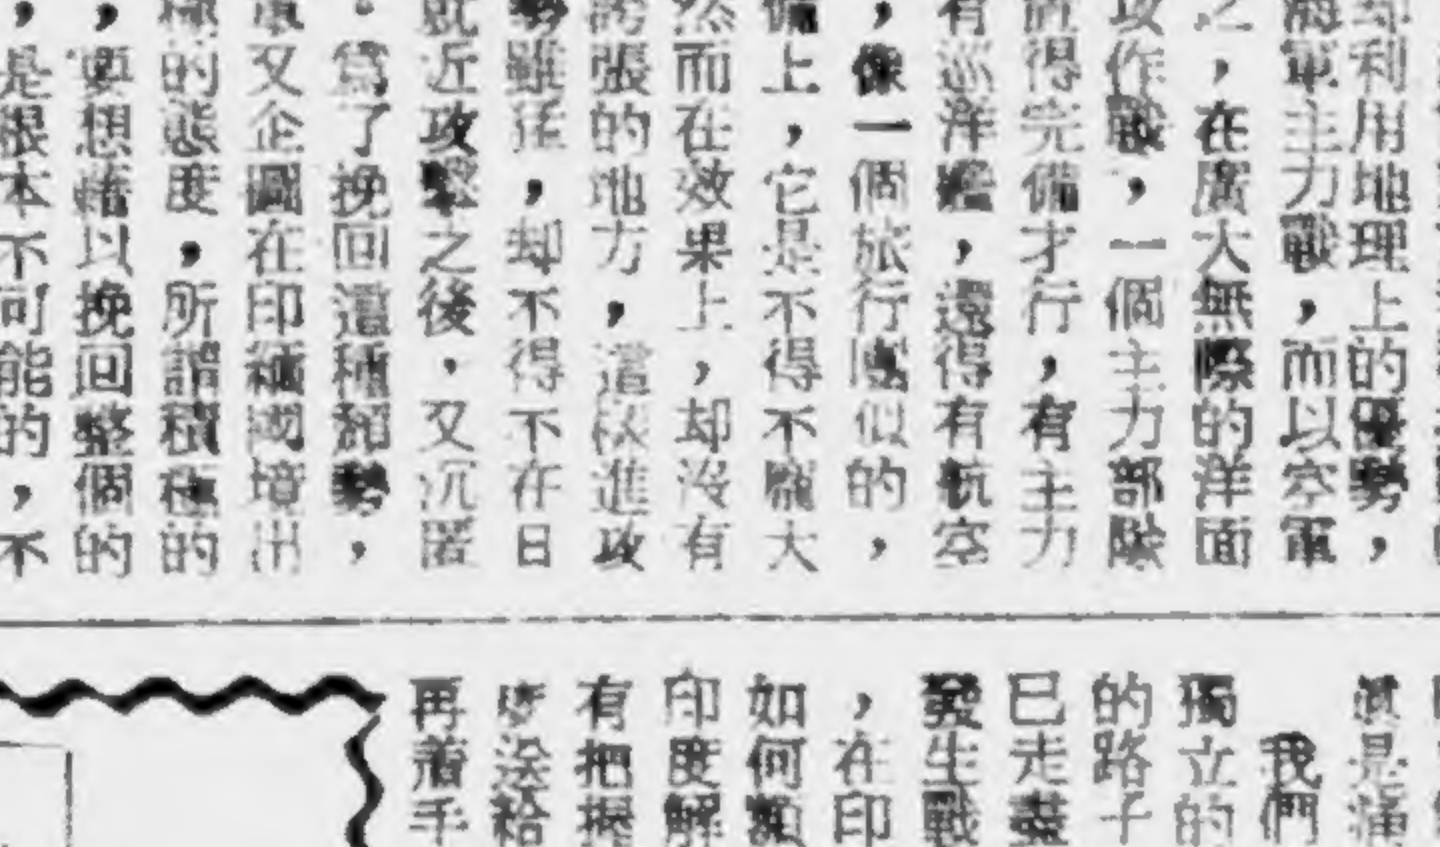 却利用地理上的優勢，
海軍主力戰，而以空軍
之，在廣大無際的洋面
攻作戰，一個主力部隊
得完備才行，有主力
有巡洋艦，還得有航空
，像一個旅行團似的，
備上，它是不得不龐大
然而在效果上，却沒有
誇張的地方，這樣進攻
勢雖猛，却不得不在日
就近攻擊之後，又沉匿
。爲了挽回這種頹勢，
軍又企圖在印緬國境出
極的態度，所謂積極的
，要想藉以挽回整個的
，是根本不可能的，不
眞是
我們
獨立的
的路子
已走盡
發生戰
，在印
如何
印度解
有把握
度送給
再着手